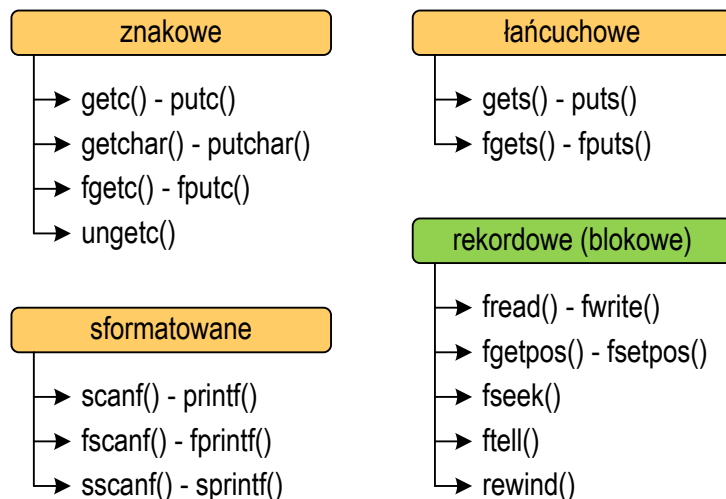 znakowe
getc() - putc()
getchar() - putchar()
fgetc() - fputc()
ungetc()
sformatowane
scanf() - printf()
fscanf() - fprintf()
sscanf() - sprintf()
łańcuchowe
gets() - puts()
fgets() - fputs()
rekordowe (blokowe)
fread() - fwrite()
fgetpos() - fsetpos()
fseek()
ftell()
rewind()